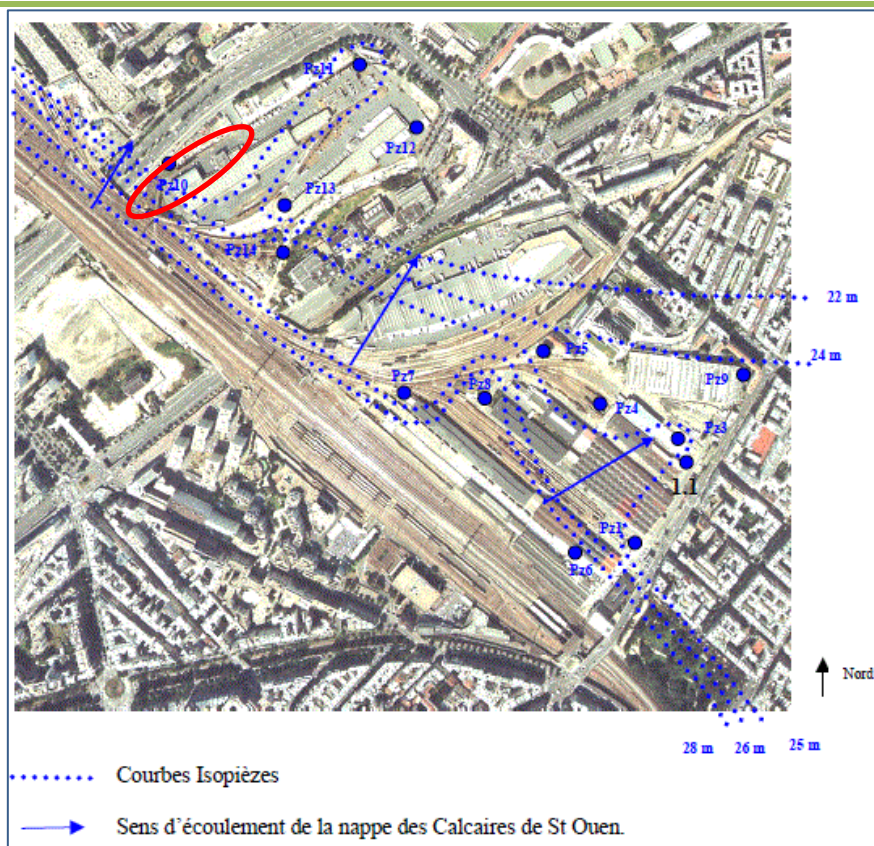 Pz11
Pz12
Pz10
Pz13
Pz14
22 m
Pz5
24 m
Pz7
Pz8
Pz9
Pz4
Pz3
1.1
Pz1
Pz6
Nord
28 m 26 m 25 m
Courbes Isopièzes
Sens d'écoulement de la nappe des Calcaires de St Ouen.